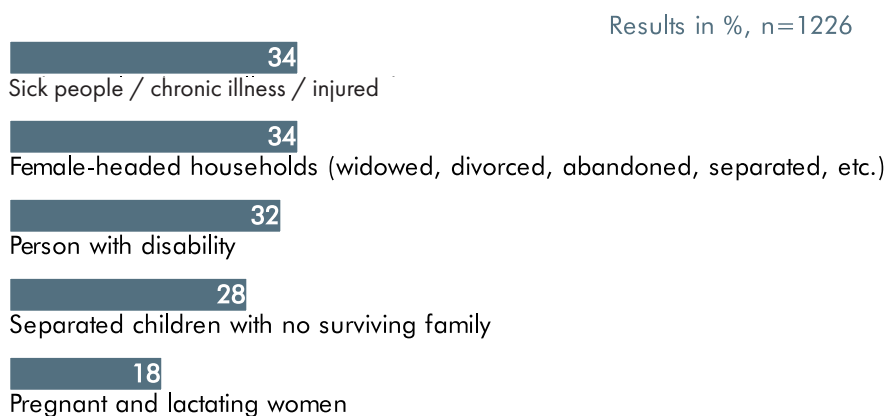 Results in %, n=1226
34
Sick people / chronic illness / injured
34
Female-headed households (widowed, divorced, abandoned, separated, etc.)
32
Person with disability
28
Separated children with no surviving family
18
Pregnant and lactating women